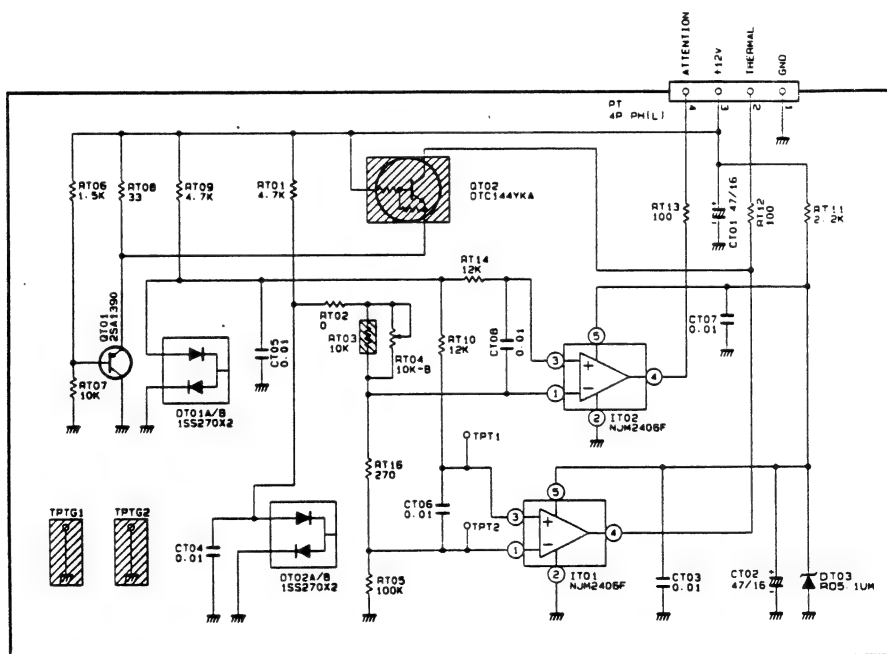 ATTENTION
+12V
THERMAL
GND
PT
4P PH(L)
4
3
2
1
RT06
1.5K
RT08
33
RT09
4.7K
RT01
4.7K
QT02
DTC144YKA
RT13
100
CT01 47/16
RT12
100
RT11
2.2K
RT14
12K
QT01
2SA1390
CT05
0.01
RT02
0
RT03
10K
RT04
10K-B
RT10
12K
CT08
0.01
CT07
0.01
5
3
+
1
-
4
2
IT02
NJM2406F
RT07
10K
DT01A/B
1SS270X2
RT16
270
TPT1
TPTG1
TPTG2
CT04
0.01
DT02A/B
1SS270X2
CT06
0.01
TPT2
5
3
+
1
-
4
2
IT01
NJM2406F
RT05
100K
CT03
0.01
CT02
47/16
DT03
RD5.1UM